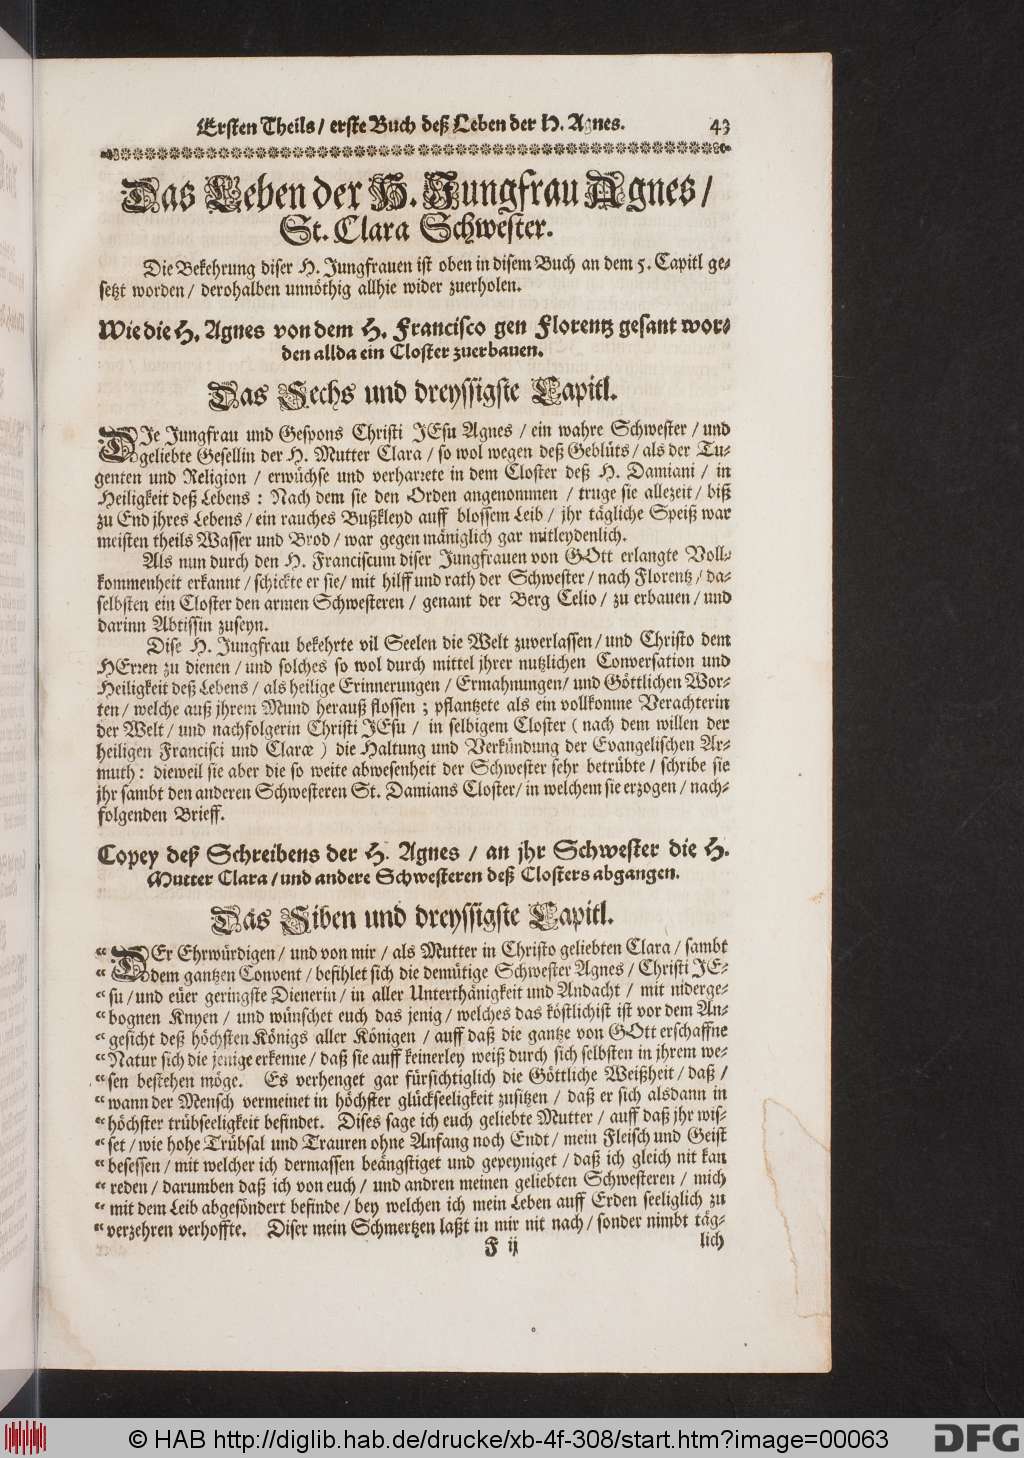 Ersten Theils / erste Buch deß Leben der H. Agnes. 43
Das Leben der H. Jungfrau Agnes /
St. Clara Schwester.
Die Bekehrung diser H. Jungfrauen ist oben in disem Buch an dem 5. Capitl ge-
setzt worden / derohalben unnöthig allhie wider zuerholen.
Wie die H. Agnes von dem H. Francisco gen Florentz gesant wor-
den allda ein Closter zuerbauen.
Das Sechs und dreyssigste Capitl.
DIe Jungfrau und Gespons Christi JEsu Agnes / ein wahre Schwester / und
geliebte Gesellin der H. Mutter Clara / so wol wegen deß Geblüts / als der Tu-
genten und Religion / erwüchse und verharrete in dem Closter deß H. Damiani / in
Heiligkeit deß Lebens : Nach dem sie den Orden angenommen / truge sie allezeit / biß
zu End jhres Lebens / ein rauches Bußkleyd auff blossem Leib / jhr tägliche Speiß war
meisten theils Wasser und Brod / war gegen mäniglich gar mitleydenlich.
Als nun durch den H. Franciscum diser Jungfrauen von GOtt erlangte Voll-
kommenheit erkannt / schickte er sie / mit hilff und rath der Schwester / nach Florentz / da-
selbsten ein Closter den armen Schwesteren / genant der Berg Celio / zu erbauen / und
darinn Abtissin zuseyn.
Dise H. Jungfrau bekehrte vil Seelen die Welt zuverlassen / und Christo dem
HErren zu dienen / und solches so wol durch mittel jhrer nutzlichen Conversation und
Heiligkeit deß Lebens / als heilige Erinnerungen / Ermahnungen / und Göttlichen Wor-
ten / welche auß jhrem Mund herauß flossen ; pflantzete als ein vollkomne Verachterin
der Welt / und nachfolgerin Christi JEsu / in selbigem Closter ( nach dem willen der
heiligen Francisci und Claræ ) die Haltung und Verkündung der Evangelischen Ar-
muth : dieweil sie aber die so weite abwesenheit der Schwester sehr betrübte / schribe sie
jhr sambt den anderen Schwesteren St. Damians Closter / in welchem sie erzogen / nach-
folgenden Brieff.
Copey deß Schreibens der H. Agnes / an jhr Schwester die H.
Mutter Clara / und andere Schwesteren deß Closters abgangen.
Das Siben und dreyssigste Capitl.
“ DEr Ehrwürdigen / und von mir / als Mutter in Christo geliebten Clara / sambt
“ dem gantzen Convent / befihlet sich die demütige Schwester Agnes / Christi JE-
“ su / und eüer geringste Dienerin / in aller Unterthänigkeit und Andacht / mit niderge-
“ bognen Knyen / und wünschet euch das jenig / welches das köstlichist ist vor dem An-
“ gesicht deß höchsten Königs aller Königen / auff daß die gantze von GOtt erschaffne
“ Natur sich die jenige erkenne / daß sie auff keinerley weiß durch sich selbsten in jhrem we-
“ sen bestehen möge. Es verhenget gar fürsichtiglich die Göttliche Weißheit / daß /
“ wann der Mensch vermeinet in höchster glückseeligkeit zusitzen / daß er sich alsdann in
“ höchster trübseeligkeit befindet. Dises sage ich euch geliebte Mutter / auff daß jhr wis-
“ set / wie hohe Trübsal und Trauren ohne Anfang noch Endt / mein Fleisch und Geist
“ besessen / mit welcher ich dermassen beängstiget und gepeyniget / daß ich gleich nit kan
“ reden / darumben daß ich von euch / und andren meinen geliebten Schwesteren / mich
“ mit dem Leib abgesöndert befinde / bey welchen ich mein Leben auff Erden seeliglich zu
“ verzehren verhoffte. Diser mein Schmertzen laßt in mir nit nach / sonder nimbt täg-
F ij lich
© HAB http://diglib.hab.de/drucke/xb-4f-308/start.htm?image=00063
DFG